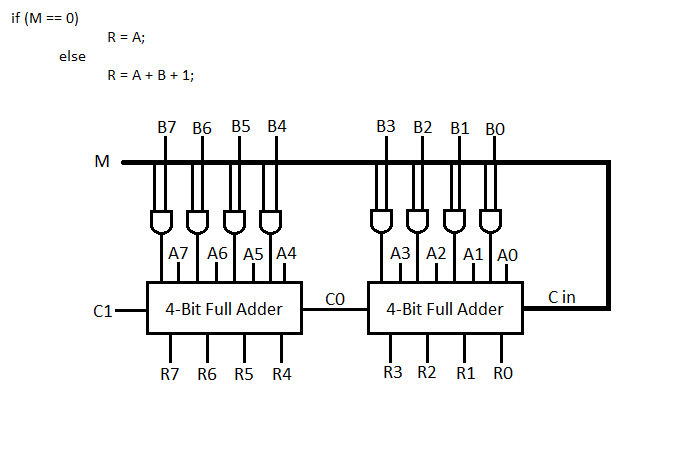 if (M == 0)
R = A;
else
R = A + B + 1;
B7 B6 B5 B4 B3 B2 B1 B0
M
A7 A6 A5 A4 A3 A2 A1 A0
C1 4-Bit Full Adder C0 4-Bit Full Adder C in
R7 R6 R5 R4 R3 R2 R1 R0